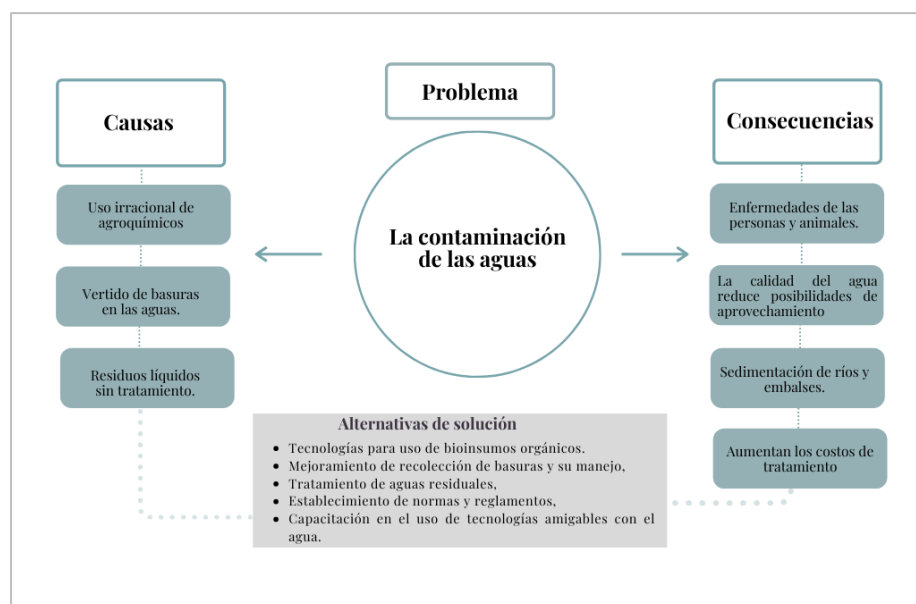 Problema
La contaminación
de las aguas
Causas
Uso irracional de
agroquímicos
Vertido de basuras
en las aguas.
Residuos líquidos
sin tratamiento.
Consecuencias
Enfermedades de las
personas y animales.
La calidad del agua
reduce posibilidades de
aprovechamiento
Sedimentación de ríos y
embalses.
Aumentan los costos de
tratamiento
Alternativas de solución
• Tecnologías para uso de bioinsumos orgánicos.
• Mejoramiento de recolección de basuras y su manejo,
• Tratamiento de aguas residuales,
• Establecimiento de normas y reglamentos,
• Capacitación en el uso de tecnologías amigables con el
agua.